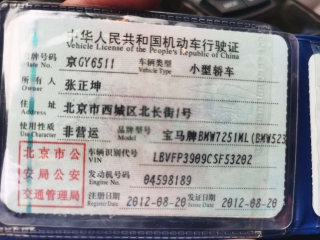 中华人民共和国机动车行驶证
Vehicle License of the People's Republic of China
号牌号码 京GY6511 车辆类型 小型轿车
Plate No. Vehicle Type
所有人 张正坤
Owner
住址 北京市西城区北长街1号
Address
使用性质 非营运 品牌型号 宝马牌BMW7251ML(BMW523
Use Character Model
北京市公安局公安交通管理局
车辆识别代号 LBVFP3909CSF53202
VIN
发动机号码 04598189
Engine No.
注册日期 2012-08-20 发证日期 2012-08-20
Register Date Issue Date